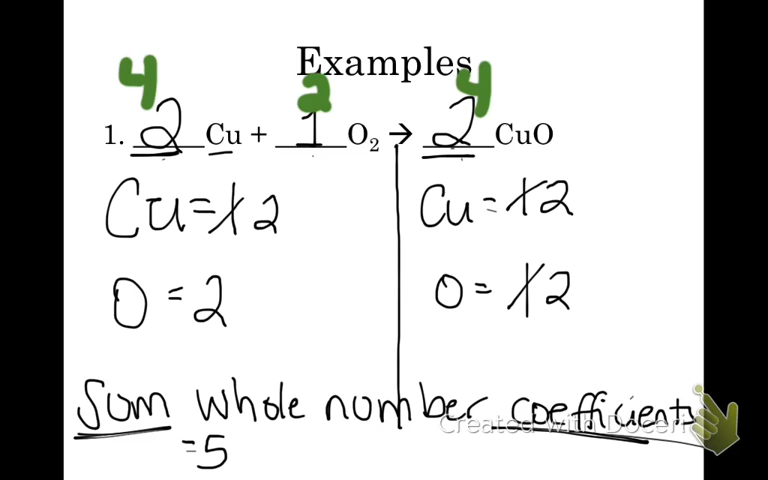 Examples
4 2 4
1. 2 Cu + 1 O₂ → 2 CuO
Cu = 1 2 Cu = 1 2
O = 2 O = 1 2
Sum whole number coefficients
= 5
Created with Doceri